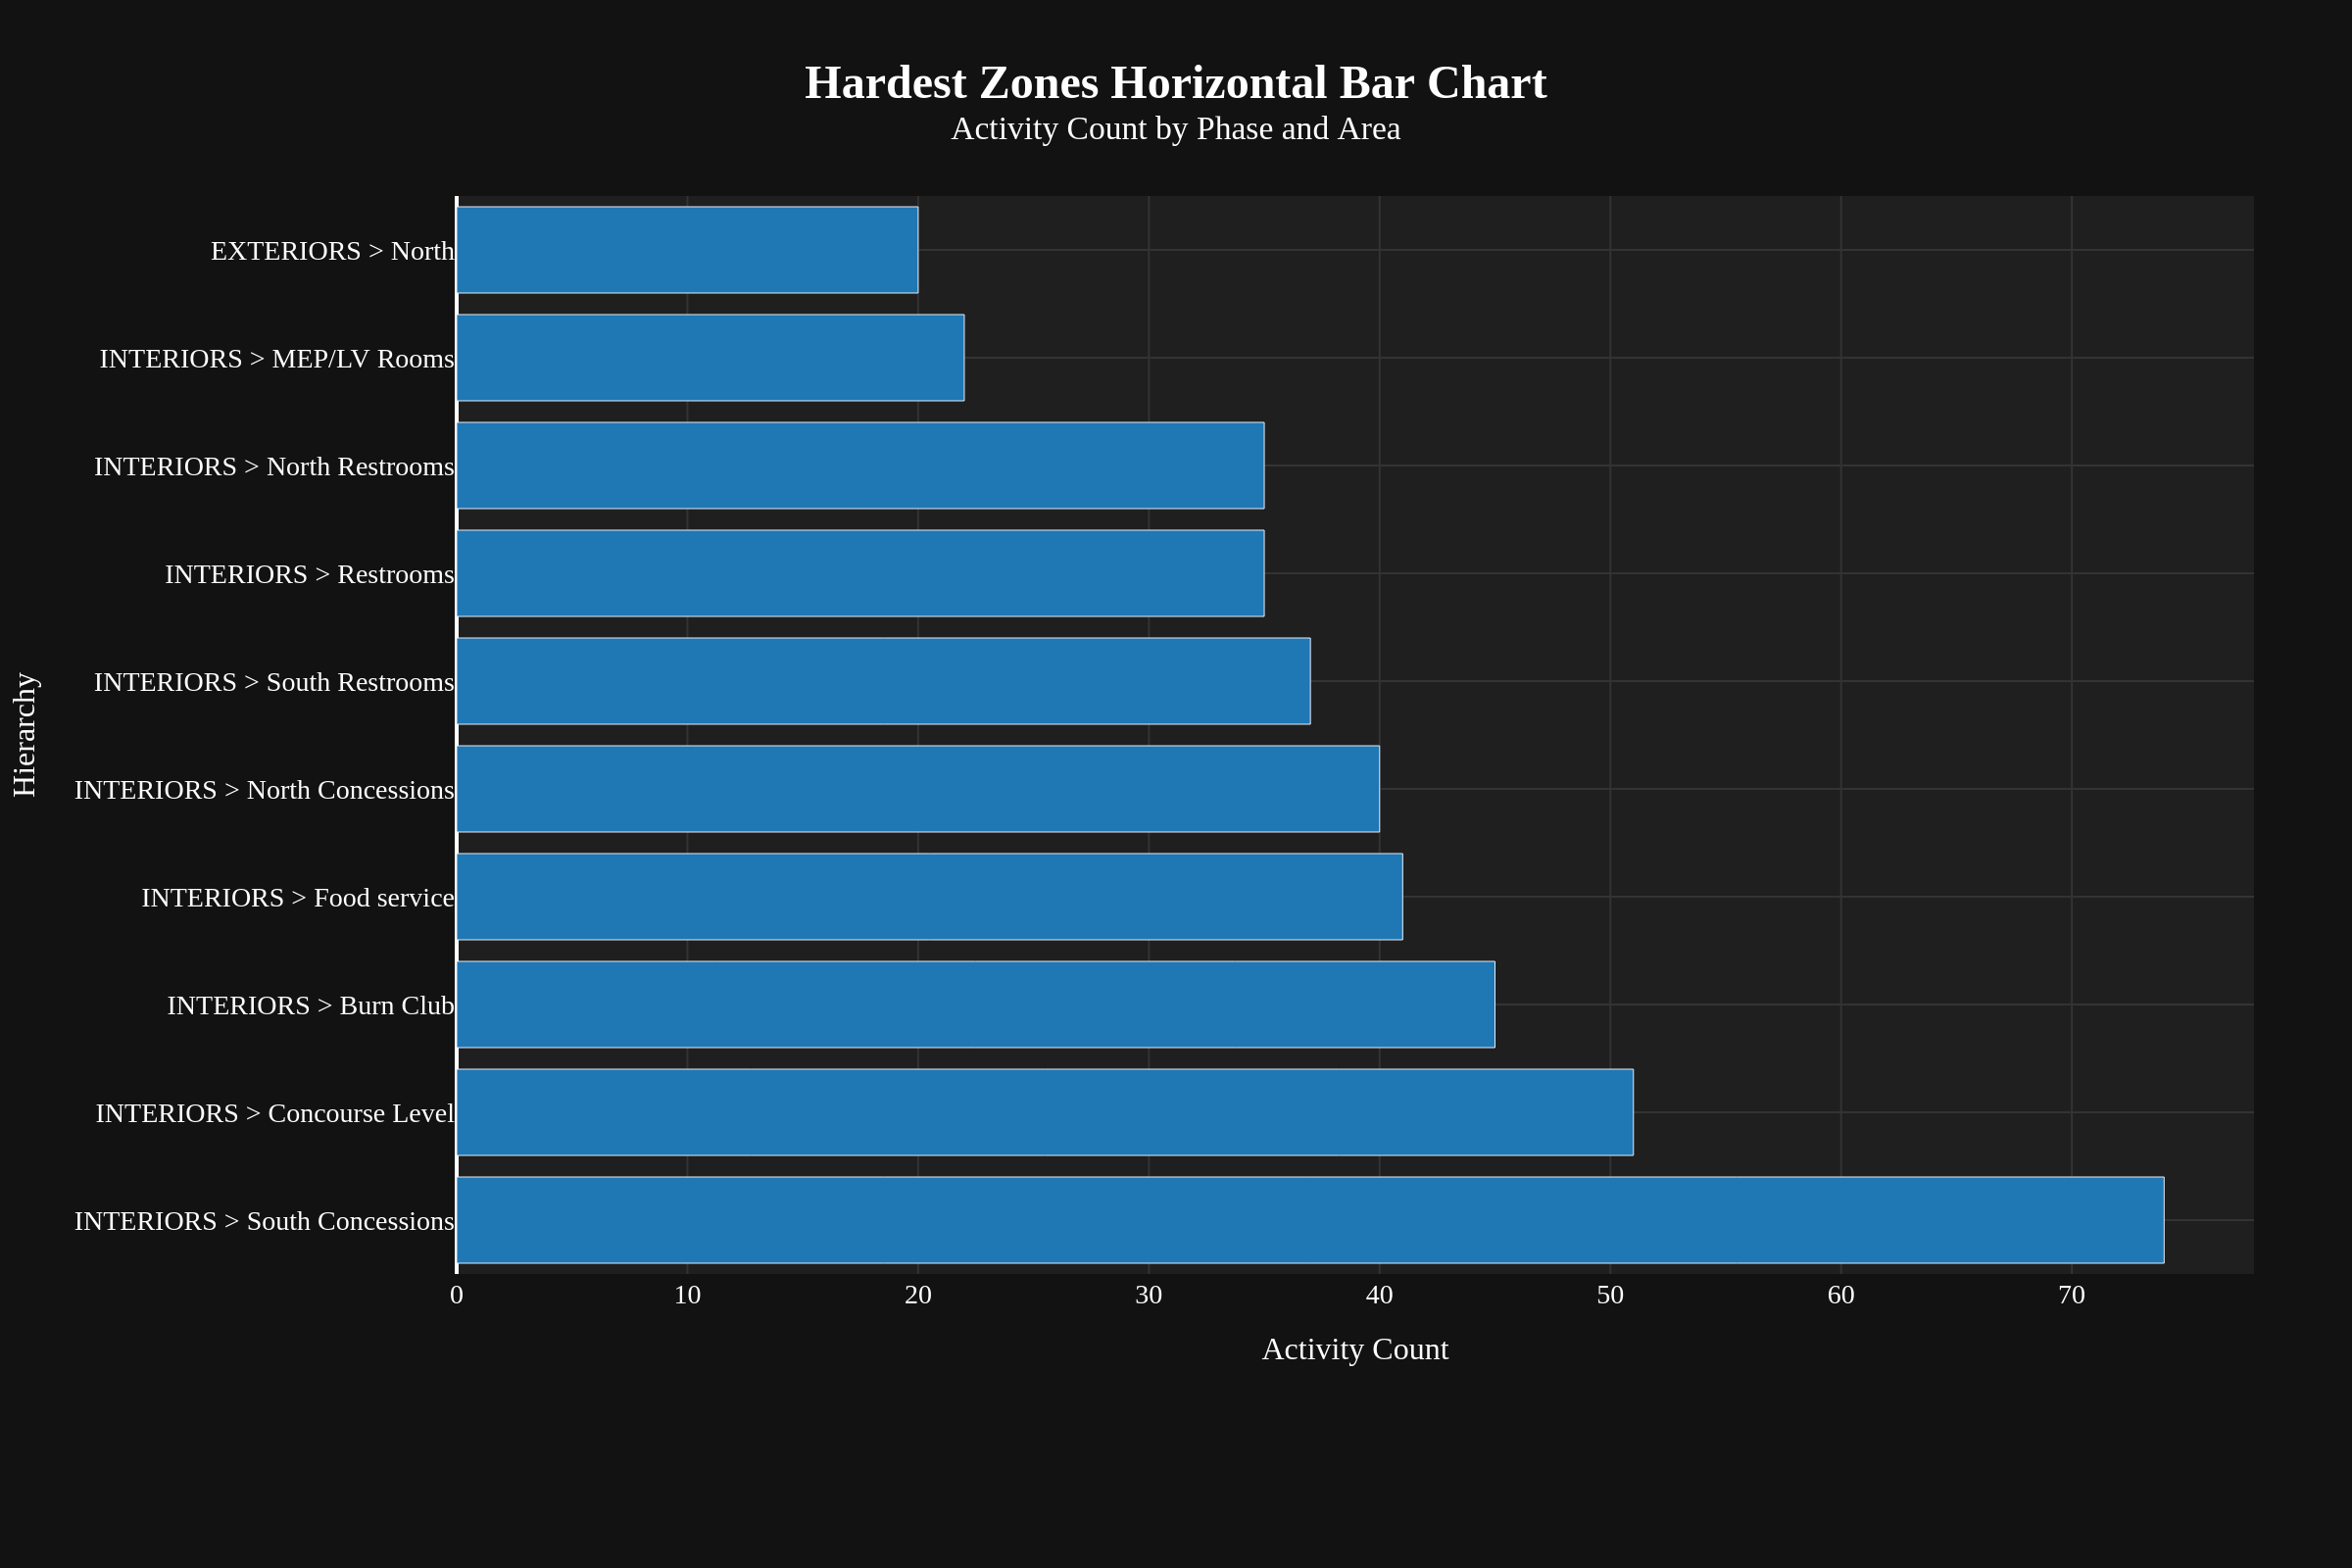 Hardest Zones Horizontal Bar Chart
Activity Count by Phase and Area
Hierarchy
EXTERIORS > North
INTERIORS > MEP/LV Rooms
INTERIORS > North Restrooms
INTERIORS > Restrooms
INTERIORS > South Restrooms
INTERIORS > North Concessions
INTERIORS > Food service
INTERIORS > Burn Club
INTERIORS > Concourse Level
INTERIORS > South Concessions
0 10 20 30 40 50 60 70
Activity Count